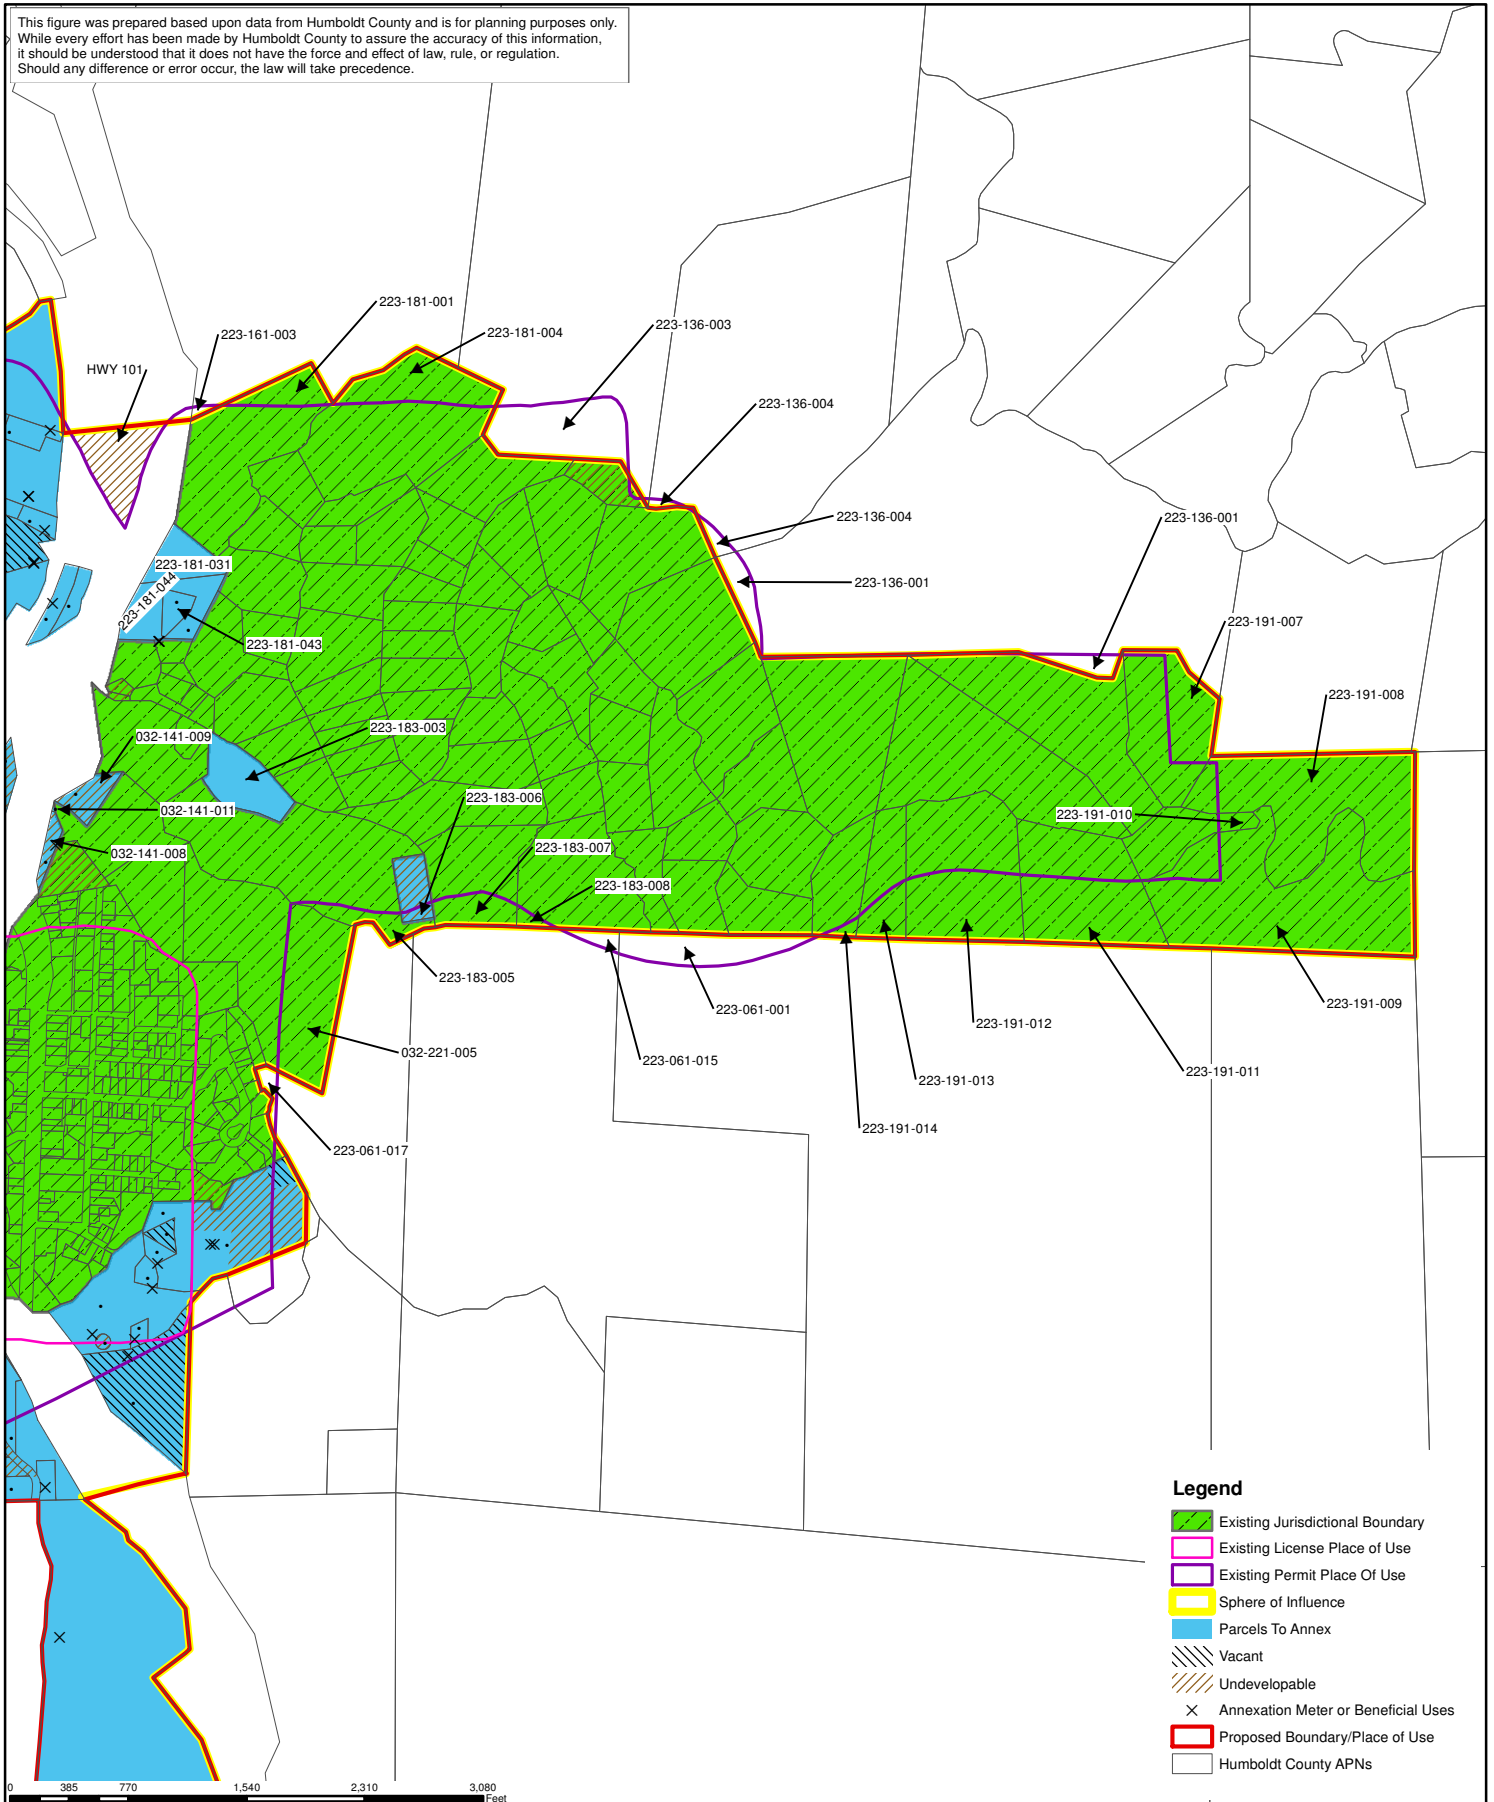 This figure was prepared based upon data from Humboldt County and is for planning purposes only.
While every effort has been made by Humboldt County to assure the accuracy of this information,
it should be understood that it does not have the force and effect of law, rule, or regulation.
Should any difference or error occur, the law will take precedence.
223-181-001
223-161-003
223-181-004
223-136-003
HWY 101
223-136-004
223-136-004
223-136-001
223-181-031
223-136-001
223-181-044
223-191-007
223-181-043
223-191-008
223-183-003
032-141-009
223-183-006
032-141-011
223-191-010
223-183-007
032-141-008
223-183-008
223-183-005
223-191-009
223-061-001
223-191-012
032-221-005
223-061-015
223-191-011
223-191-013
223-191-014
223-061-017
Legend
Existing Jurisdictional Boundary
Existing License Place of Use
Existing Permit Place Of Use
Sphere of Influence
Parcels To Annex
Vacant
Undevelopable
Annexation Meter or Beneficial Uses
Proposed Boundary/Place of Use
Humboldt County APNs
0 385 770 1,540 2,310 3,080
Feet